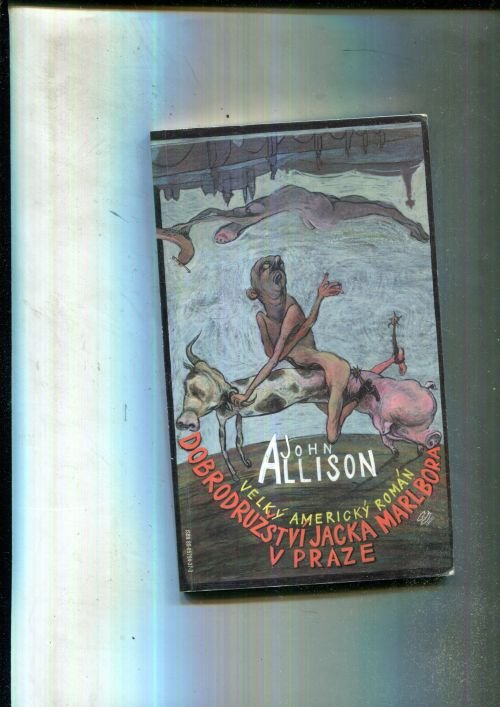 JOHN
ALLISON
VELKÝ AMERICKÝ ROMÁN
DOBRODRUŽSTVÍ JACKA MARLBORA
V PRAZE